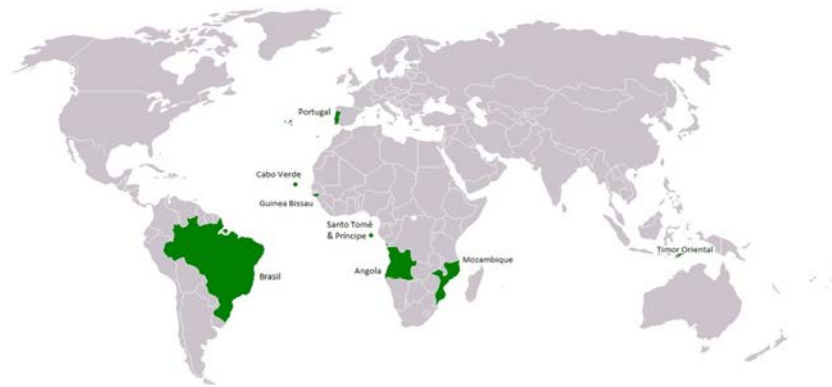 Portugal
Cabo Verde
Guinea Bissau
Santo Tomé
& Príncipe
Timor Oriental
Mozambique
Angola
Brasil